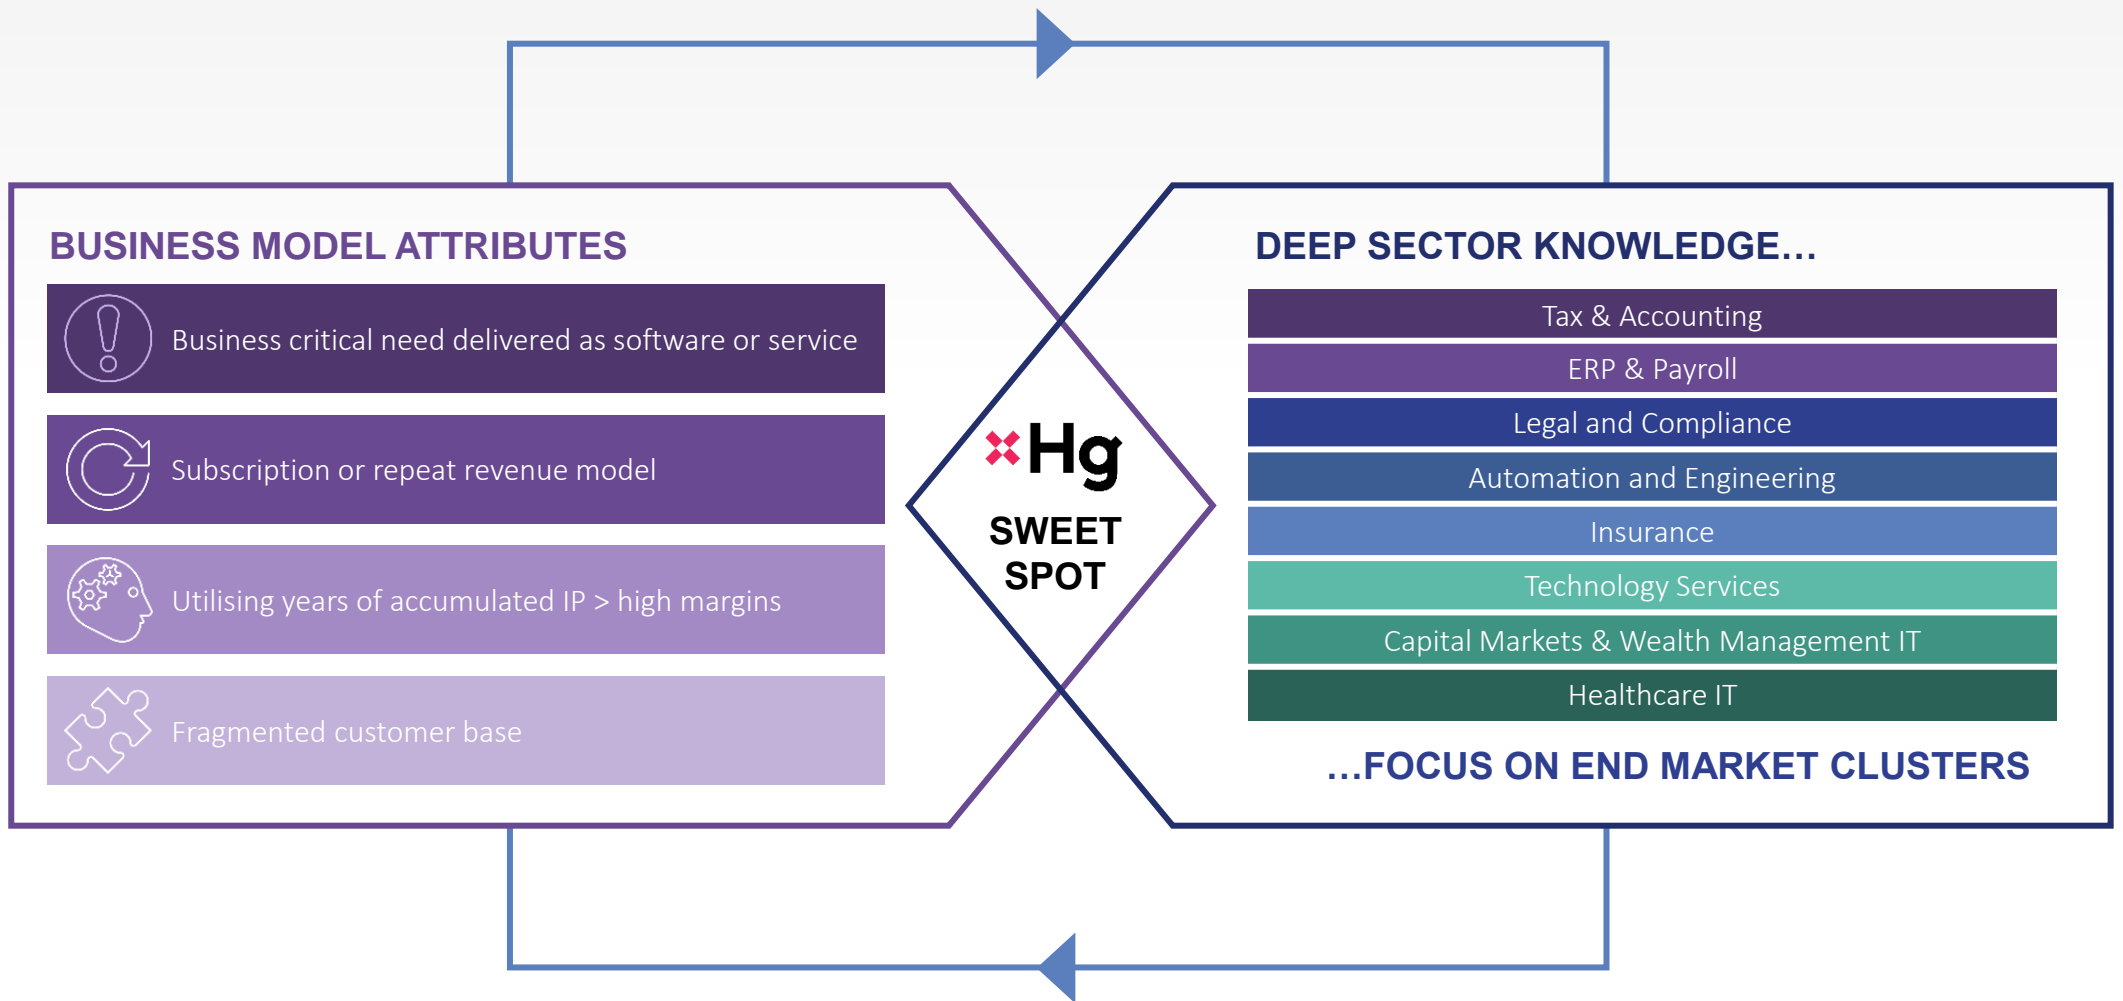 BUSINESS MODEL ATTRIBUTES
Business critical need delivered as software or service
Subscription or repeat revenue model
Utilising years of accumulated IP > high margins
Fragmented customer base
Hg
SWEET
SPOT
DEEP SECTOR KNOWLEDGE…
Tax & Accounting
ERP & Payroll
Legal and Compliance
Automation and Engineering
Insurance
Technology Services
Capital Markets & Wealth Management IT
Healthcare IT
…FOCUS ON END MARKET CLUSTERS